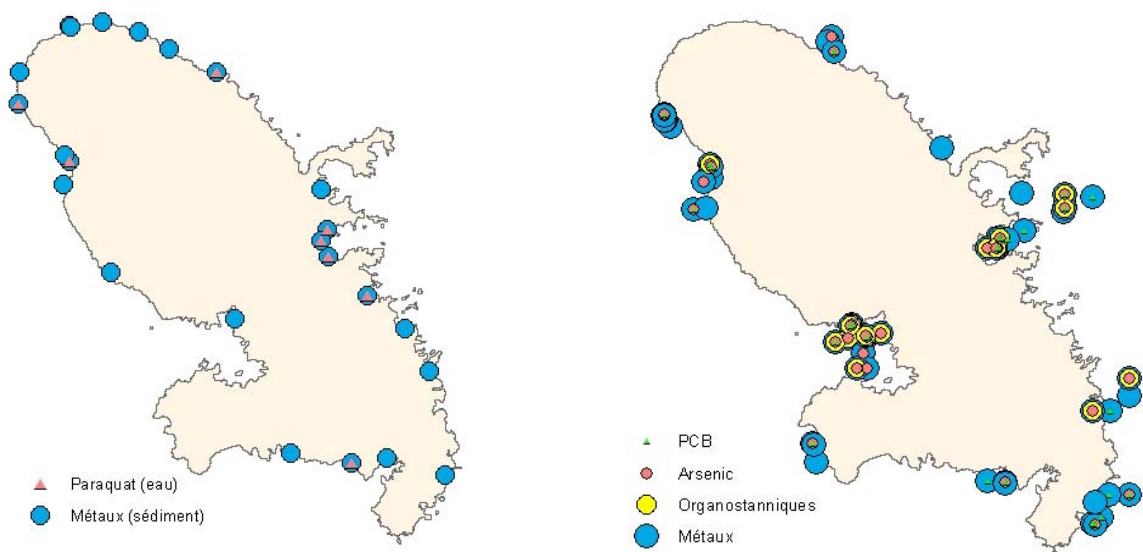 Paraquat (eau)
Métaux (sédiment)
PCB
Arsenic
Organostanniques
Métaux